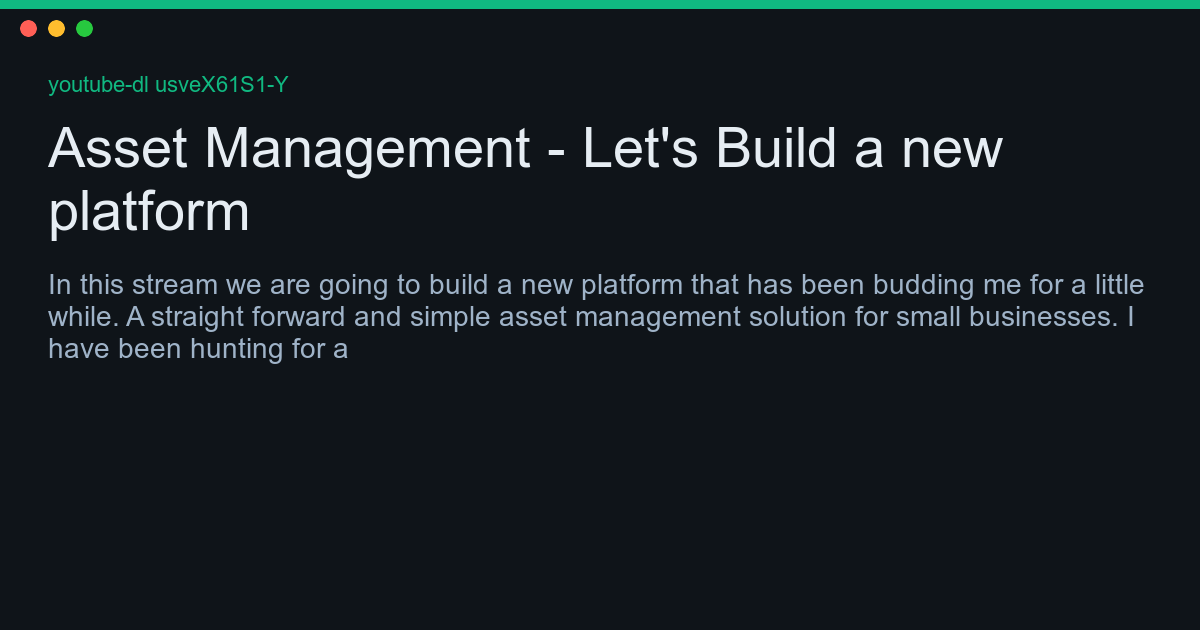 youtube-dl usveX61S1-Y
Asset Management - Let's Build a new
platform
In this stream we are going to build a new platform that has been budding me for a little
while. A straight forward and simple asset management solution for small businesses. I
have been hunting for a